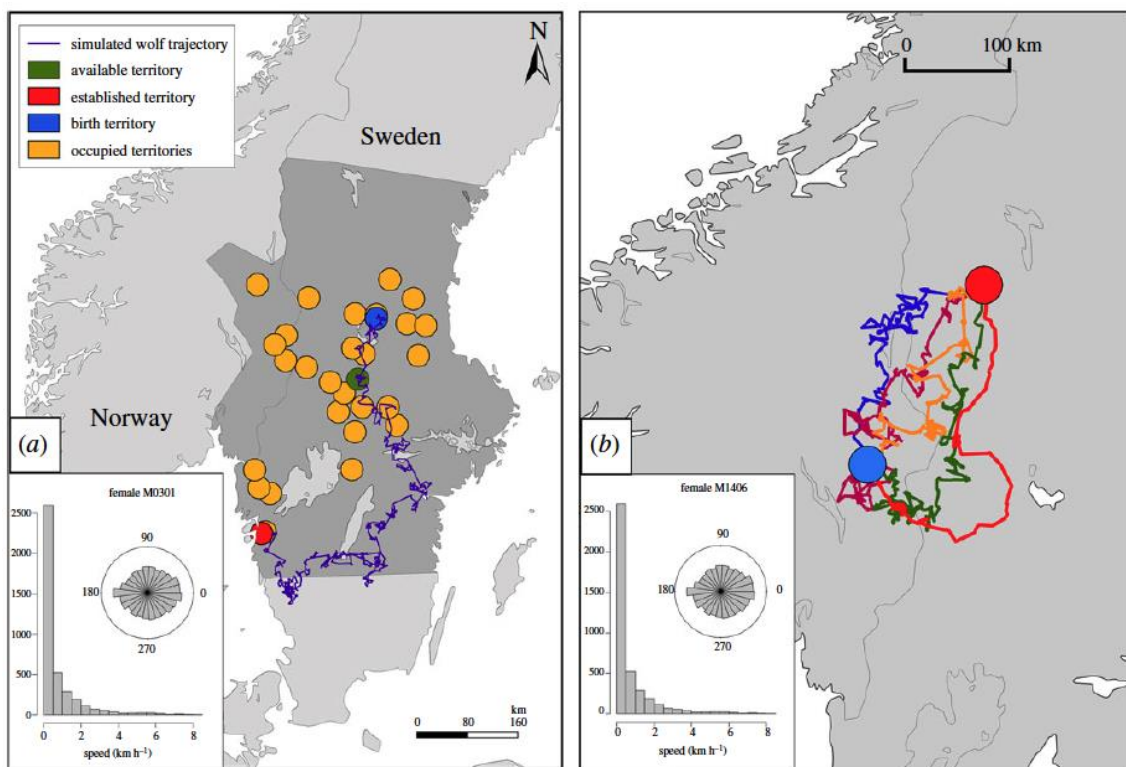 simulated wolf trajectory
available territory
established territory
birth territory
occupied territories
N
Sweden
Norway
(a)
female M0301
2500
2000
1500
1000
500
0
90
180
0
270
0 2 4 6 8
speed (km h⁻¹)
km
0 80 160
0 100 km
(b)
female M1406
2500
2000
1500
1000
500
0
90
180
0
270
0 2 4 6 8
speed (km h⁻¹)